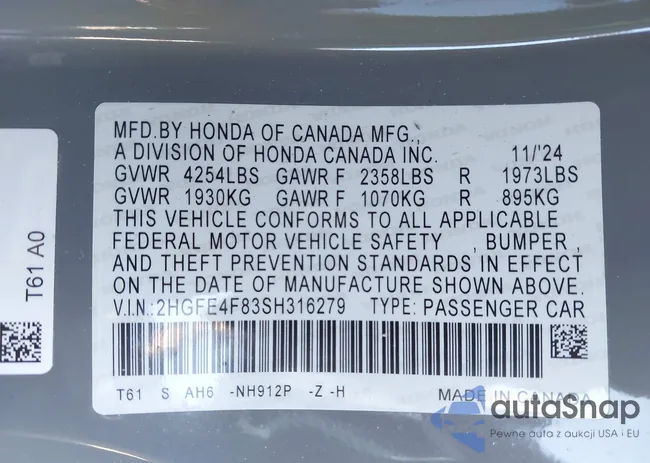 MFD.BY HONDA OF CANADA MFG.,
A DIVISION OF HONDA CANADA INC. 11/'24
GVWR 4254LBS GAWR F 2358LBS R 1973LBS
GVWR 1930KG GAWR F 1070KG R 895KG
THIS VEHICLE CONFORMS TO ALL APPLICABLE
FEDERAL MOTOR VEHICLE SAFETY , BUMPER ,
AND THEFT PREVENTION STANDARDS IN EFFECT
ON THE DATE OF MANUFACTURE SHOWN ABOVE.
V.I.N.:2HGFE4F83SH316279 TYPE: PASSENGER CAR
T61 S AH6 -NH912P -Z -H MADE IN CANADA
T61 A0
autaSnap
Pewne auta z aukcji USA i EU